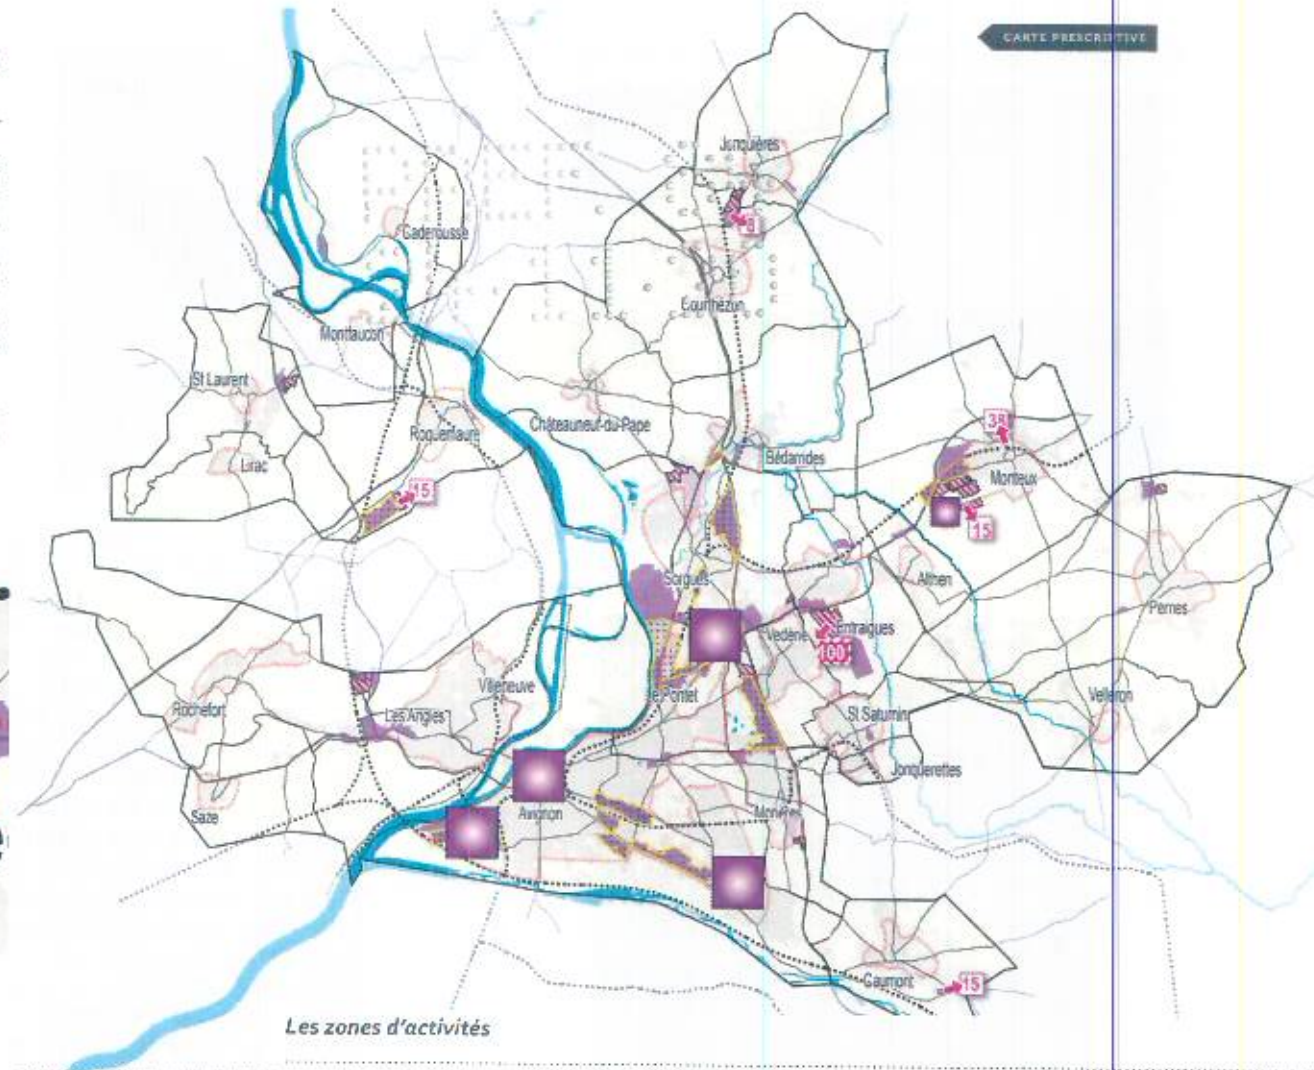 CARTE PRESCRIPTIVE
Jonquières
8
Caderousse
Courthézon
Montfaucon
St Laurent
Châteauneuf-du-Pape
Roquemaure
38
Lirac
Bédarrides
Monteux
15
15
Sorgues
Althen
Pernes
Vedène
Entraigues
100
Villeneuve
Le Pontet
Velleron
Rochefort
Les Angles
St Saturnin
Jonquerettes
Saze
Avignon
Morières
Caumont
15
Les zones d'activités